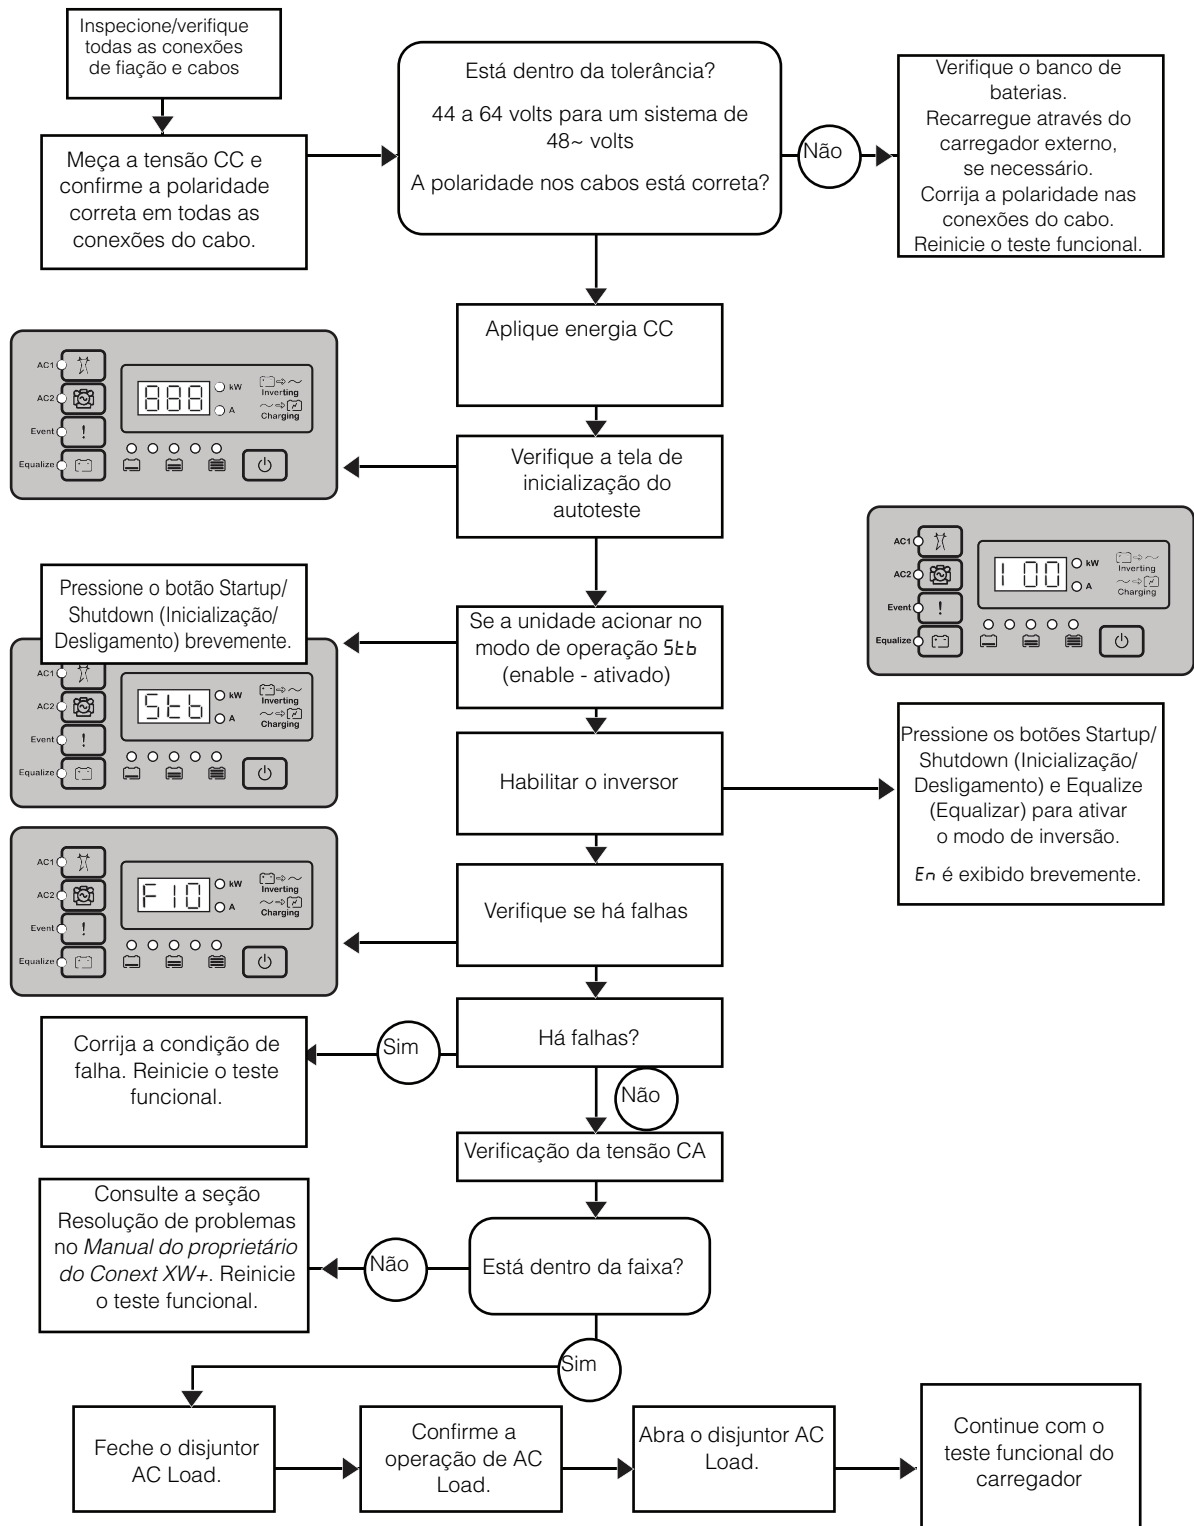 Inspecione/verifique
todas as conexões
de fiação e cabos
Meça a tensão CC e
confirme a polaridade
correta em todas as
conexões do cabo.
Está dentro da tolerância?
44 a 64 volts para um sistema de
48~ volts
A polaridade nos cabos está correta?
Não
Verifique o banco de
baterias.
Recarregue através do
carregador externo,
se necessário.
Corrija a polaridade nas
conexões do cabo.
Reinicie o teste funcional.
Aplique energia CC
Verifique a tela de
inicialização do
autoteste
AC1
AC2
Event
!
Equalize
888
kW
A
Inverting
Charging
Se a unidade acionar no
modo de operação Stb
(enable - ativado)
Pressione o botão Startup/
Shutdown (Inicialização/
Desligamento) brevemente.
AC1
AC2
Event
!
Equalize
Stb
kW
A
Inverting
Charging
Habilitar o inversor
AC1
AC2
Event
!
Equalize
100
kW
A
Inverting
Charging
Pressione os botões Startup/
Shutdown (Inicialização/
Desligamento) e Equalize
(Equalizar) para ativar
o modo de inversão.
En é exibido brevemente.
Verifique se há falhas
AC1
AC2
Event
!
Equalize
F10
kW
A
Inverting
Charging
Há falhas?
Sim
Corrija a condição de
falha. Reinicie o teste
funcional.
Não
Verificação da tensão CA
Está dentro da faixa?
Não
Consulte a seção
Resolução de problemas
no Manual do proprietário
do Conext XW+. Reinicie
o teste funcional.
Sim
Feche o disjuntor
AC Load.
Confirme a
operação de AC
Load.
Abra o disjuntor AC
Load.
Continue com o
teste funcional do
carregador